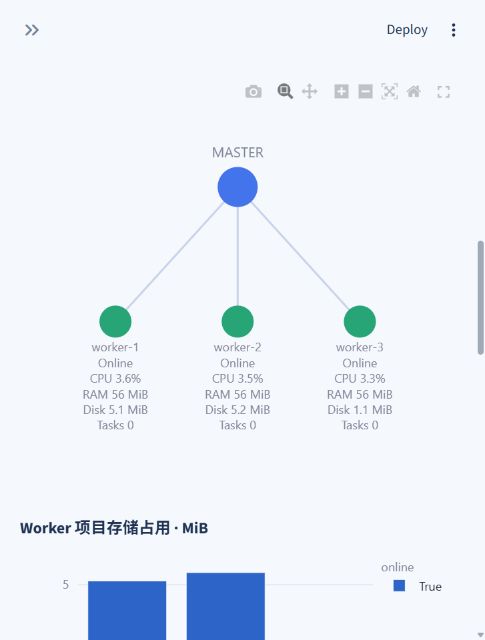 Deploy
MASTER
worker-1
Online
CPU 3.6%
RAM 56 MiB
Disk 5.1 MiB
Tasks 0
worker-2
Online
CPU 3.5%
RAM 56 MiB
Disk 5.2 MiB
Tasks 0
worker-3
Online
CPU 3.3%
RAM 56 MiB
Disk 1.1 MiB
Tasks 0
Worker 项目存储占用 · MiB
online
True
5